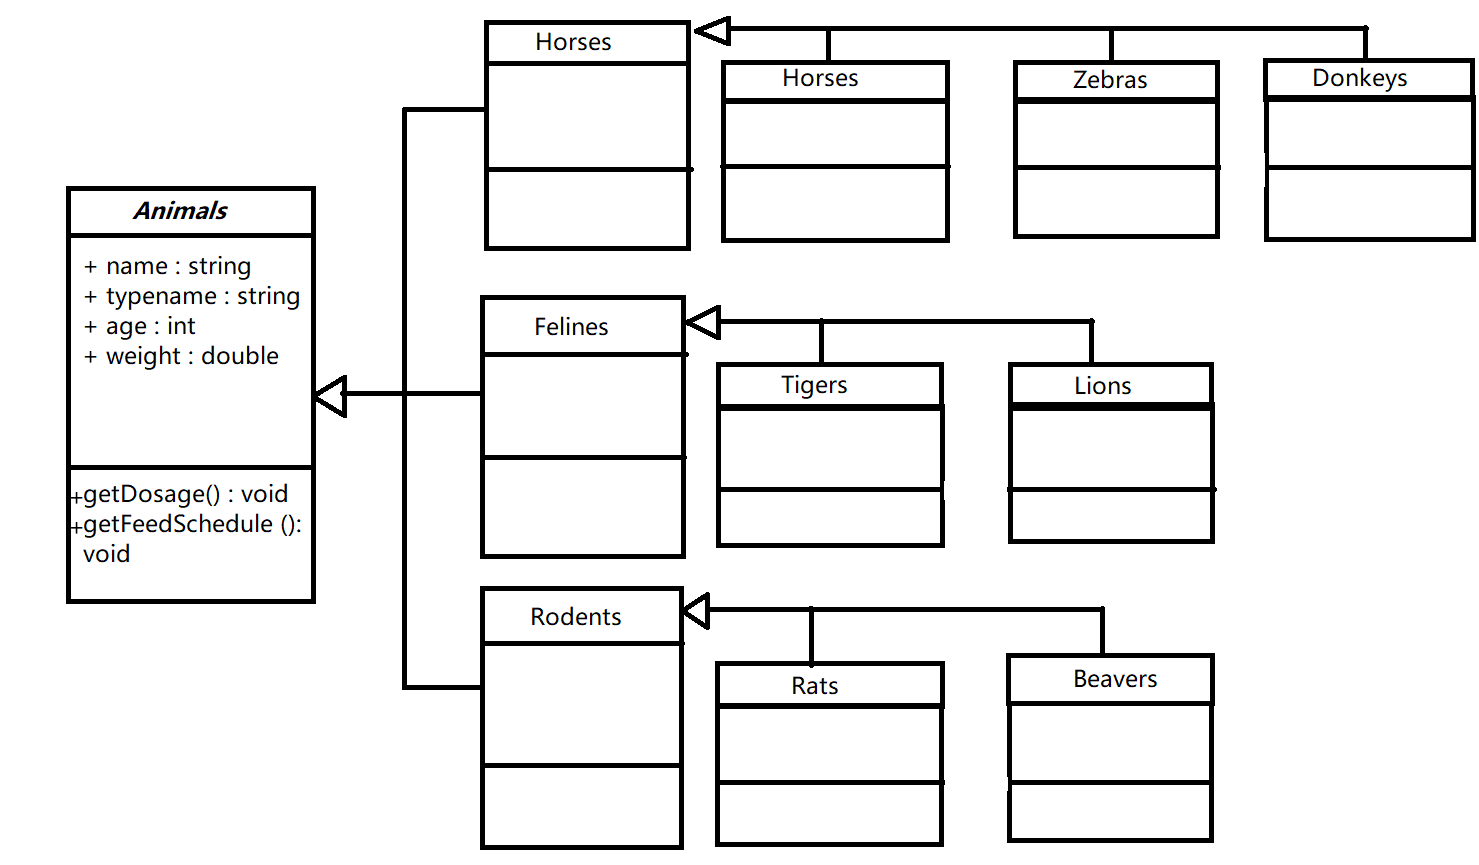 Horses
Horses
Zebras
Donkeys
Animals
+ name : string
+ typename : string
+ age : int
+ weight : double
+getDosage() : void
+getFeedSchedule ():
void
Felines
Tigers
Lions
Rodents
Rats
Beavers